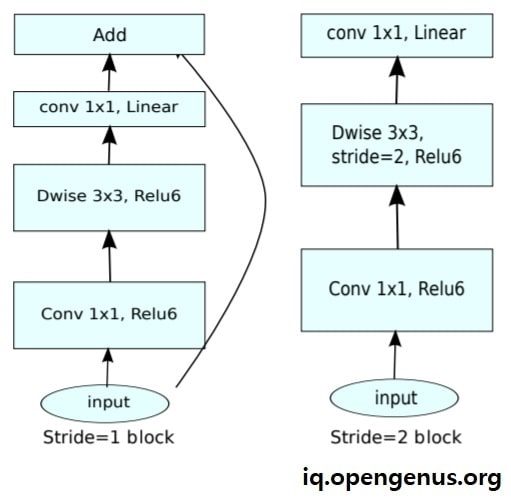 Add
conv 1x1, Linear
Dwise 3x3, Relu6
Conv 1x1, Relu6
input
Stride=1 block
conv 1x1, Linear
Dwise 3x3,
stride=2, Relu6
Conv 1x1, Relu6
input
Stride=2 block
iq.opengenus.org